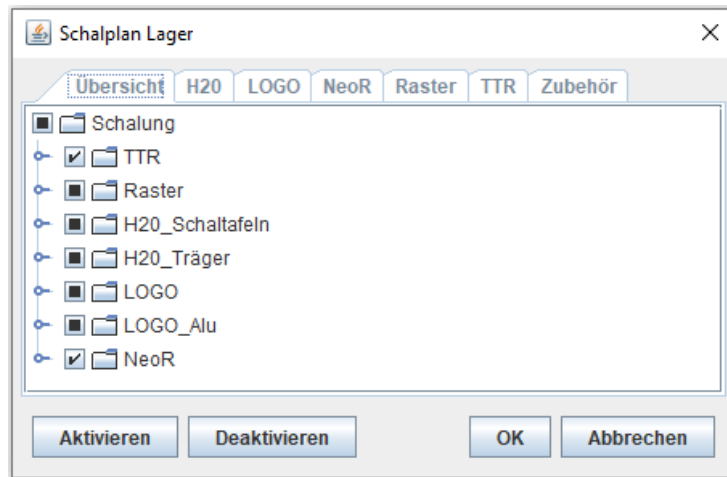 Schalplan Lager
Übersicht H20 LOGO NeoR Raster TTR Zubehör
Schalung
TTR
Raster
H20_Schaltafeln
H20_Träger
LOGO
LOGO_Alu
NeoR
Aktivieren Deaktivieren OK Abbrechen